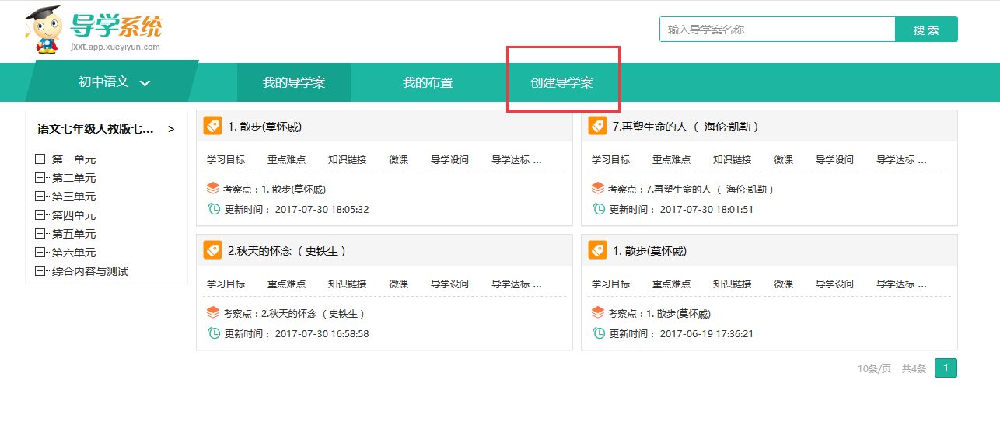 导学系统
jxxt.app.xueyiyun.com
输入导学案名称
搜 索
初中语文
我的导学案
我的布置
创建导学案
语文七年级人教版七... >
第一单元
第二单元
第三单元
第四单元
第五单元
第六单元
综合内容与测试
1. 散步(莫怀戚)
学习目标 重点难点 知识链接 微课 导学设问 导学达标 ...
考察点：1. 散步(莫怀戚)
更新时间： 2017-07-30 18:05:32
7.再塑生命的人 （ 海伦·凯勒 ）
学习目标 重点难点 知识链接 微课 导学设问 导学达标 ...
考察点：7.再塑生命的人 （ 海伦·凯勒 ）
更新时间： 2017-07-30 18:01:51
2.秋天的怀念 （ 史铁生 ）
学习目标 重点难点 知识链接 微课 导学设问 导学达标 ...
考察点：2.秋天的怀念 （ 史铁生 ）
更新时间： 2017-07-30 16:58:58
1. 散步(莫怀戚)
学习目标 重点难点 知识链接 微课 导学设问 导学达标 ...
考察点：1. 散步(莫怀戚)
更新时间： 2017-06-19 17:36:21
10条/页 共4条 1